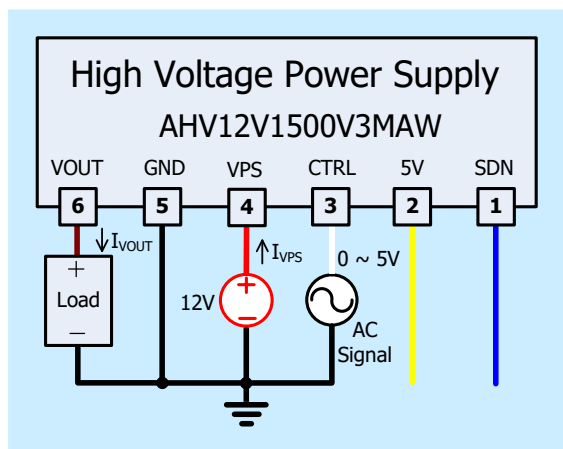 High Voltage Power Supply
AHV12V1500V3MAW
VOUT GND VPS CTRL 5V SDN
6 5 4 3 2 1
↓IVOUT ↑IVPS 0 ~ 5V
+ +
Load 12V
− −
AC
Signal